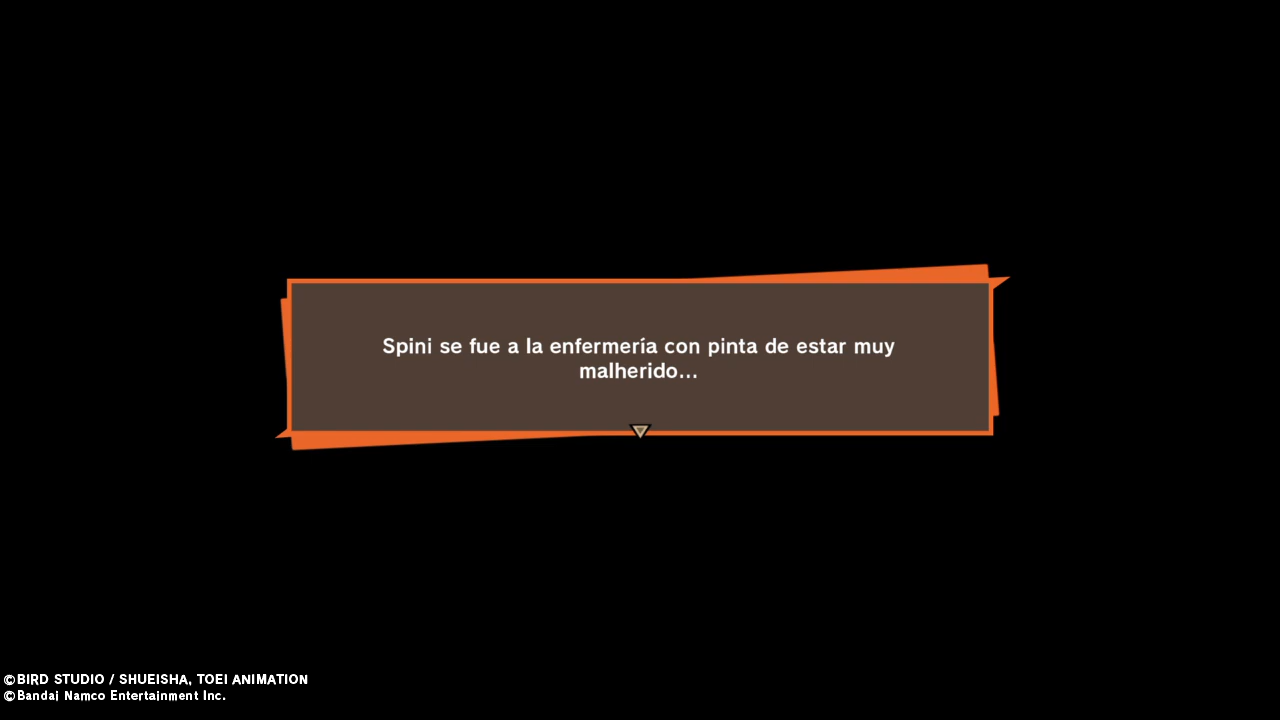 Spini se fue a la enfermería con pinta de estar muy
malherido...
©BIRD STUDIO / SHUEISHA, TOEI ANIMATION
©Bandai Namco Entertainment Inc.